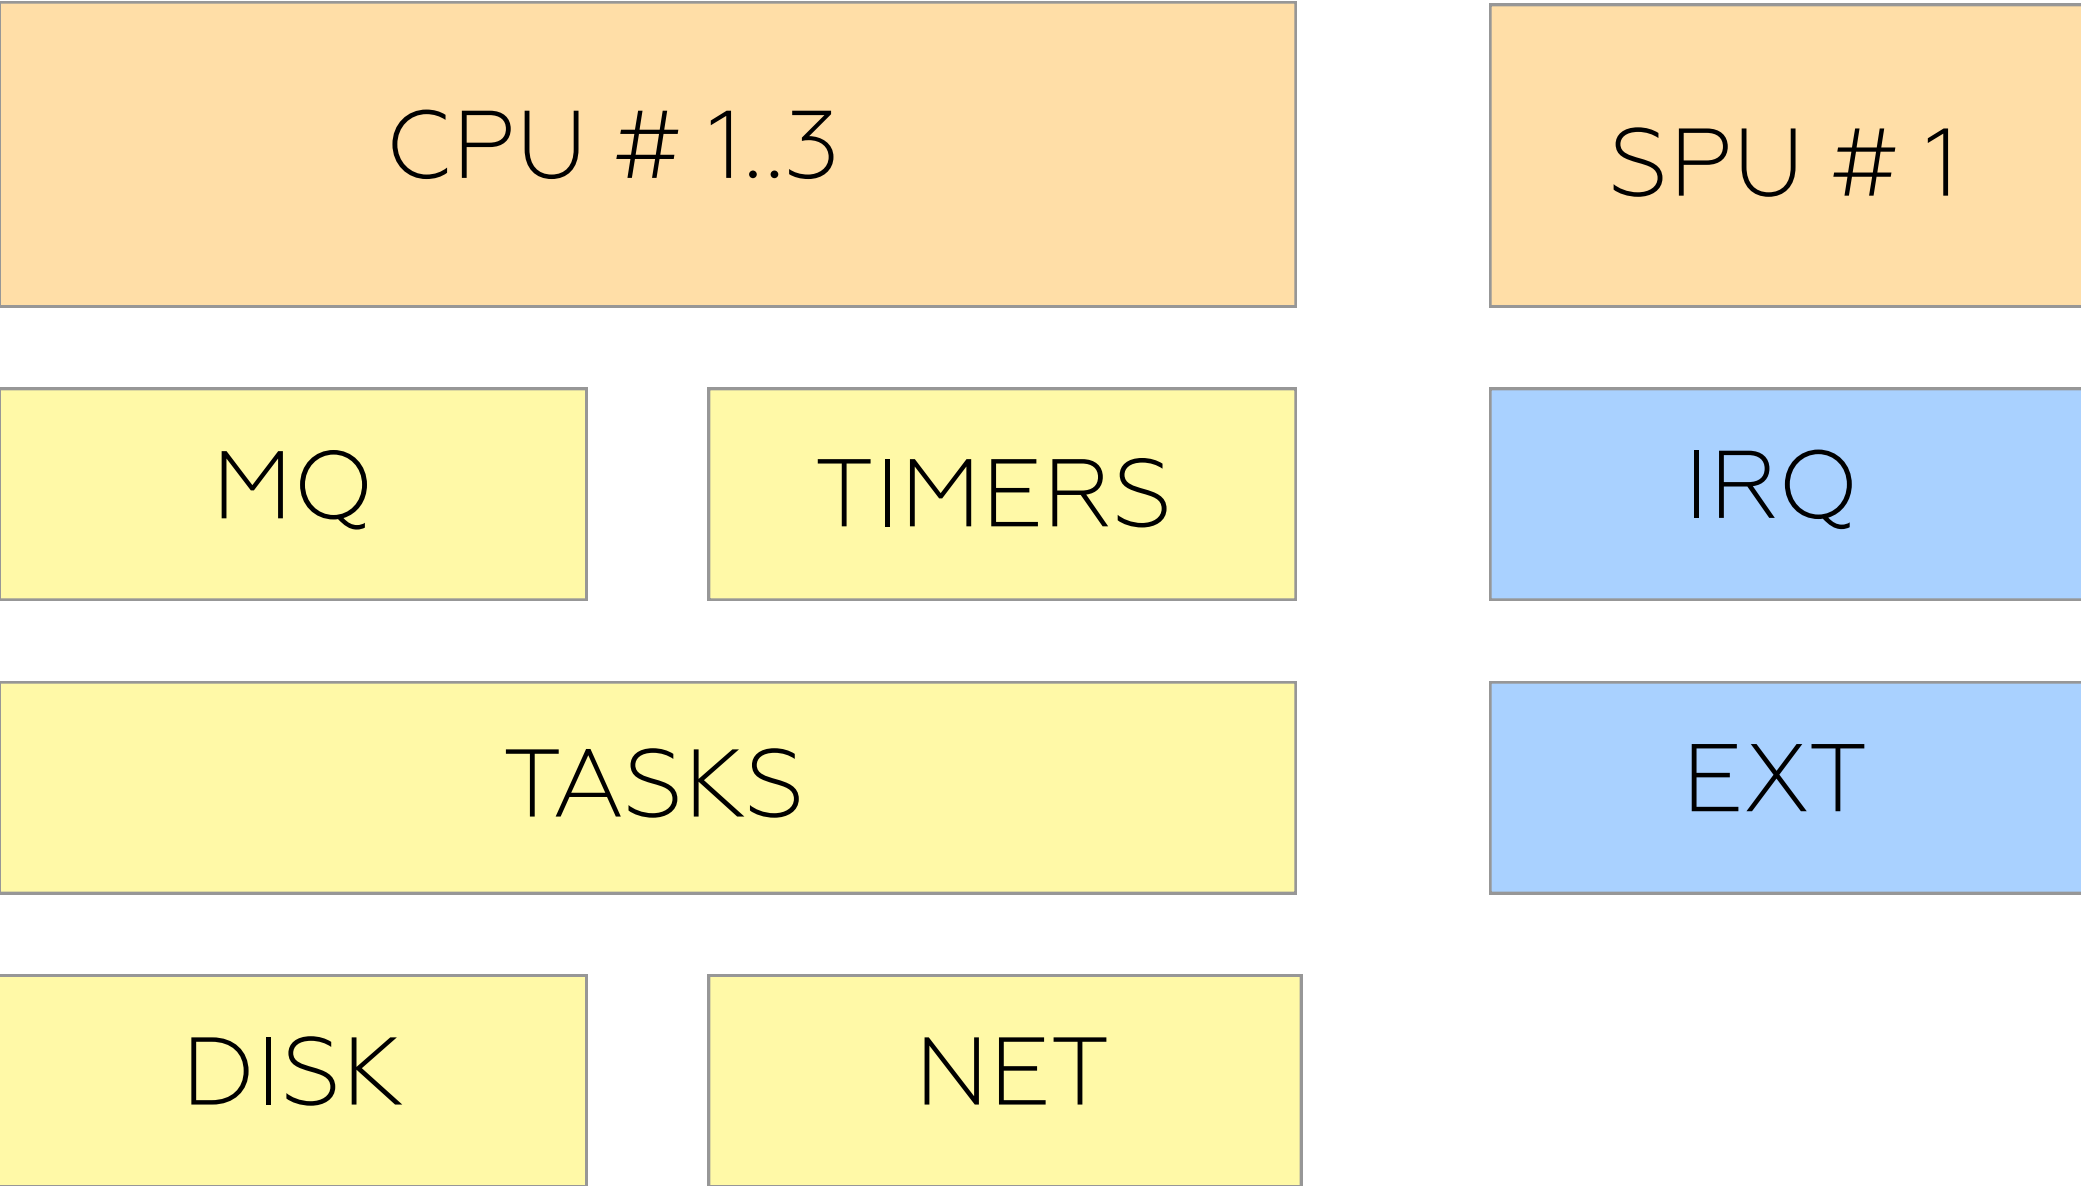 CPU # 1..3
SPU # 1
MQ
TIMERS
IRQ
TASKS
EXT
DISK
NET